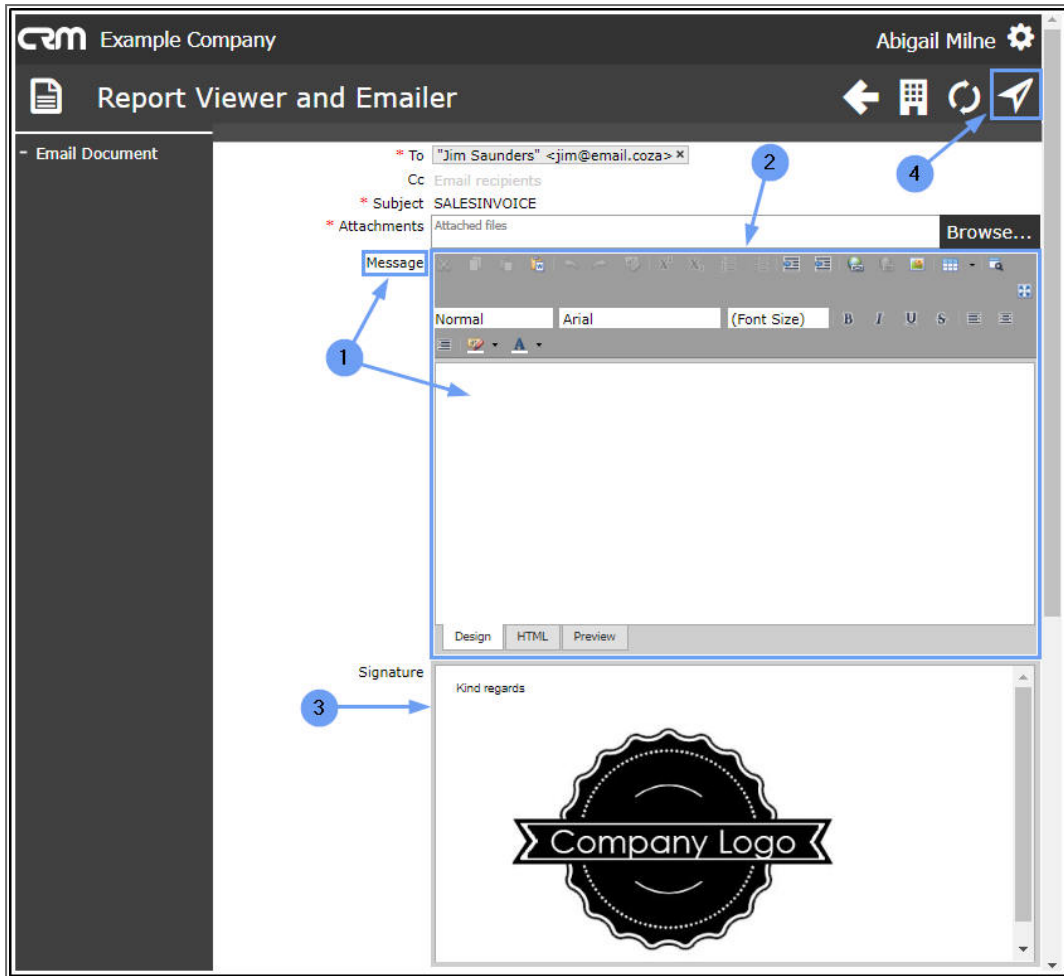 CRM Example Company
Abigail Milne
Report Viewer and Emailer
- Email Document
* To "Jim Saunders" <jim@email.coza> ×
2
4
Cc Email recipients
* Subject SALESINVOICE
* Attachments Attached files
Browse...
Message
Normal Arial (Font Size) B I U S
A
1
Design HTML Preview
Signature
Kind regards
3
Company Logo